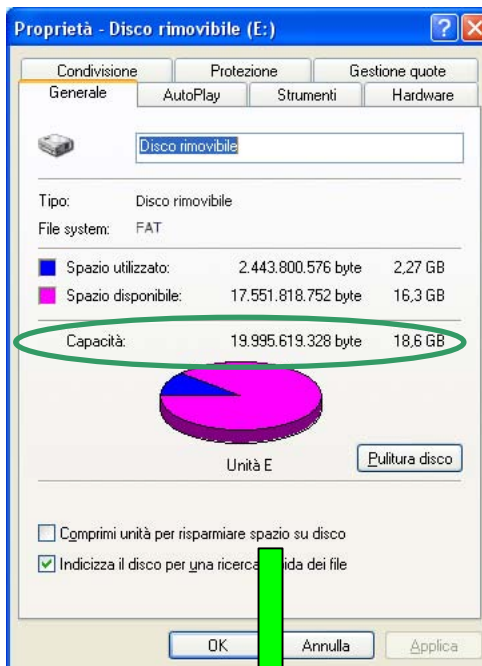 Proprietà - Disco rimovibile (E:)
Condivisione Protezione Gestione quote
Generale AutoPlay Strumenti Hardware
Disco rimovibile
Tipo: Disco rimovibile
File system: FAT
Spazio utilizzato: 2.443.800.576 byte 2,27 GB
Spazio disponibile: 17.551.818.752 byte 16,3 GB
Capacità: 19.995.619.328 byte 18,6 GB
Unità E
Pulitura disco
Comprimi unità per risparmiare spazio su disco
Indicizza il disco per una ricerca ida dei file
OK Annulla Applica